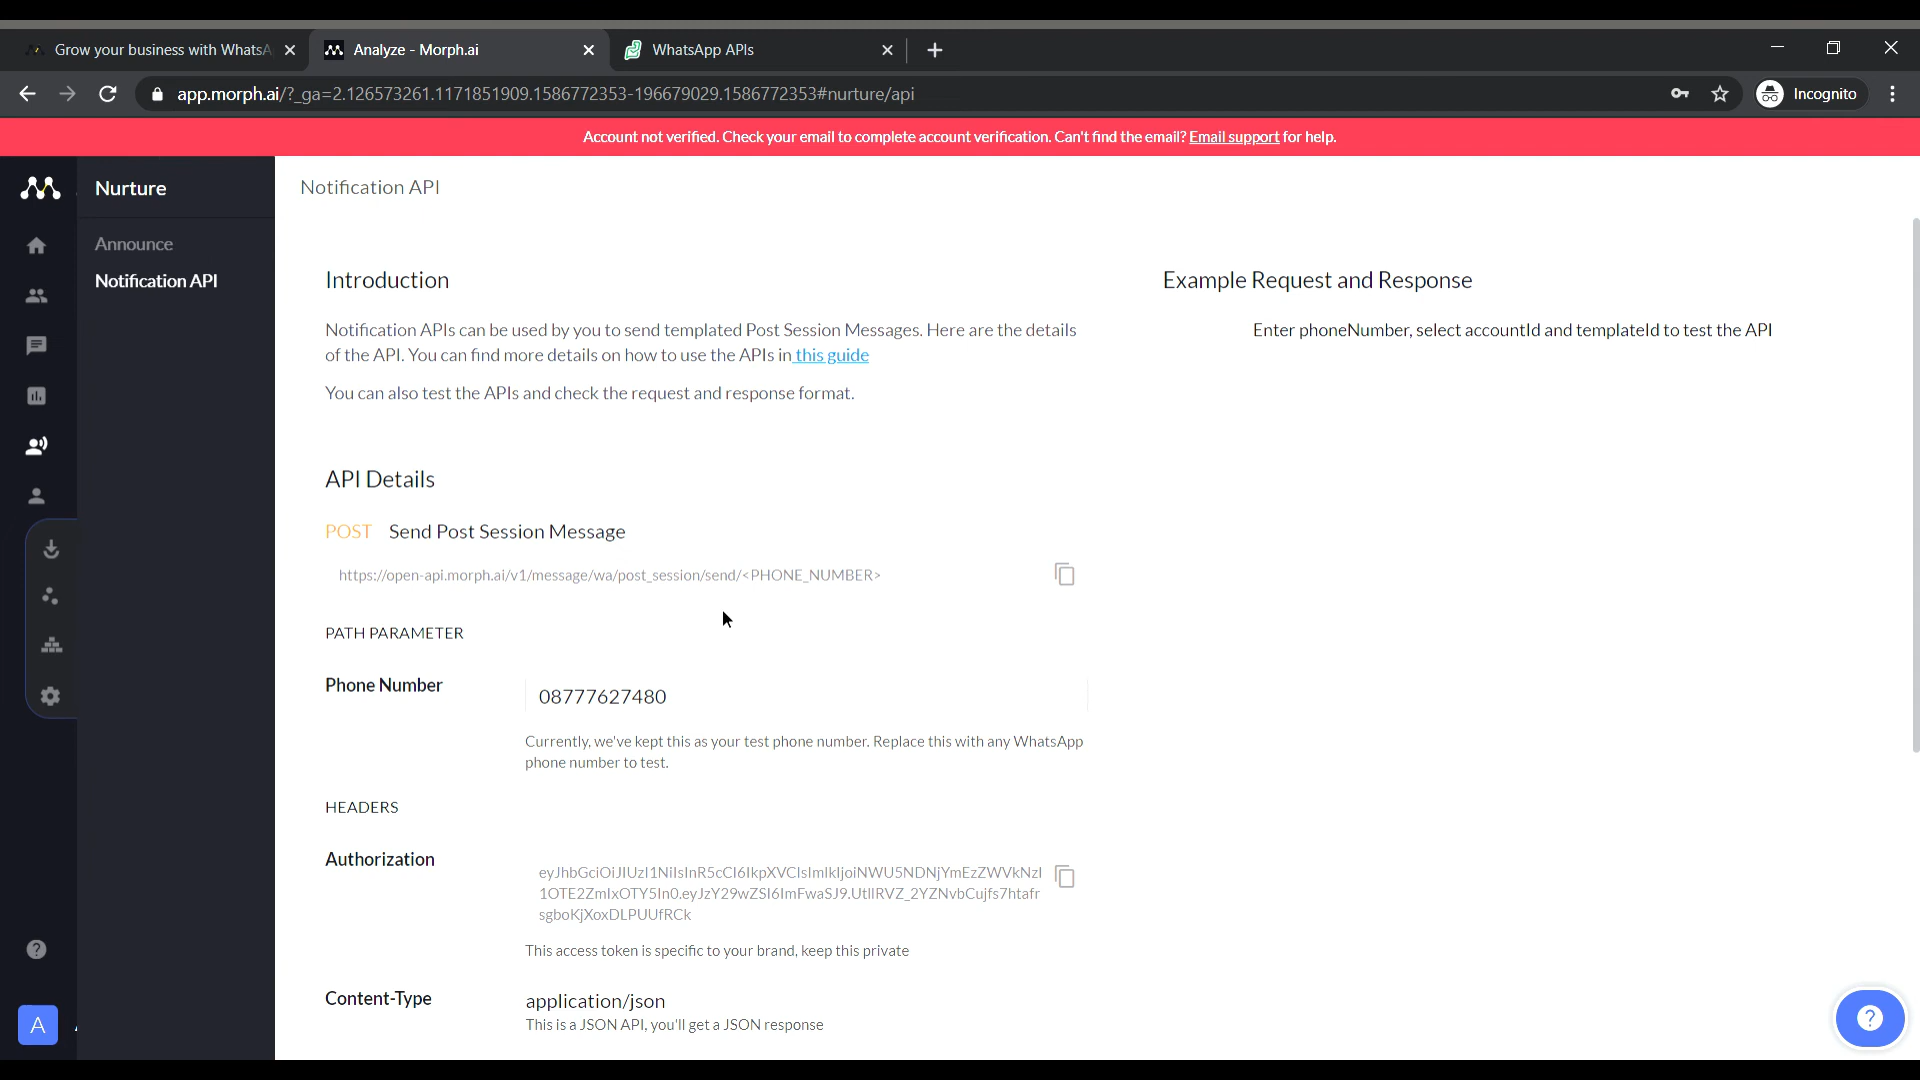 Grow your business with WhatsA
Analyze - Morph.ai
WhatsApp APIs
app.morph.ai/?_ga=2.126573261.1171851909.1586772353-196679029.1586772353#nurture/api
Incognito
Account not verified. Check your email to complete account verification. Can't find the email? Email support for help.
Nurture
Announce
Notification API
Notification API
Introduction
Notification APIs can be used by you to send templated Post Session Messages. Here are the details
of the API. You can find more details on how to use the APIs in this guide
You can also test the APIs and check the request and response format.
API Details
POST Send Post Session Message
https://open-api.morph.ai/v1/message/wa/post_session/send/<PHONE_NUMBER>
PATH PARAMETER
Phone Number
08777627480
Currently, we've kept this as your test phone number. Replace this with any WhatsApp
phone number to test.
HEADERS
Authorization
This access token is specific to your brand, keep this private
Content-Type
application/json
This is a JSON API, you'll get a JSON response
Example Request and Response
Enter phoneNumber, select accountId and templateId to test the API
A